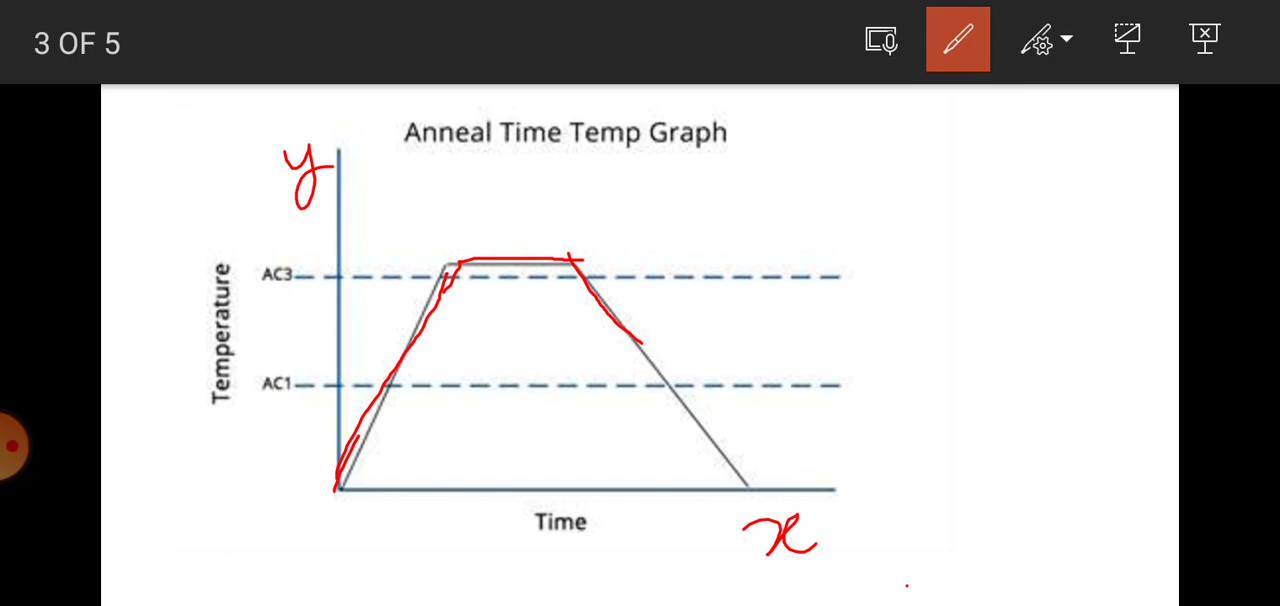 3 OF 5
Anneal Time Temp Graph
y
Temperature
AC3
AC1
Time
x